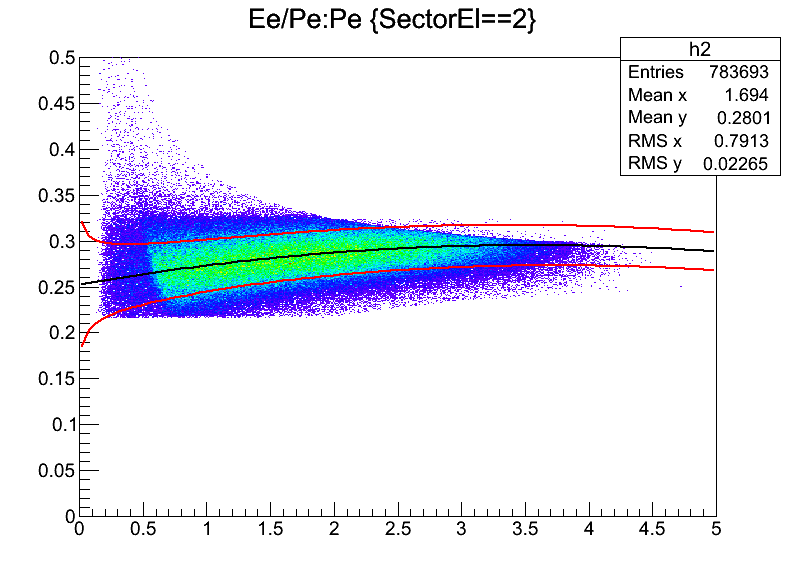 Ee/Pe:Pe {SectorEl==2}
h2
Entries 783693
Mean x 1.694
Mean y 0.2801
RMS x 0.7913
RMS y 0.02265
0.5
0.45
0.4
0.35
0.3
0.25
0.2
0.15
0.1
0.05
0
0 0.5 1 1.5 2 2.5 3 3.5 4 4.5 5